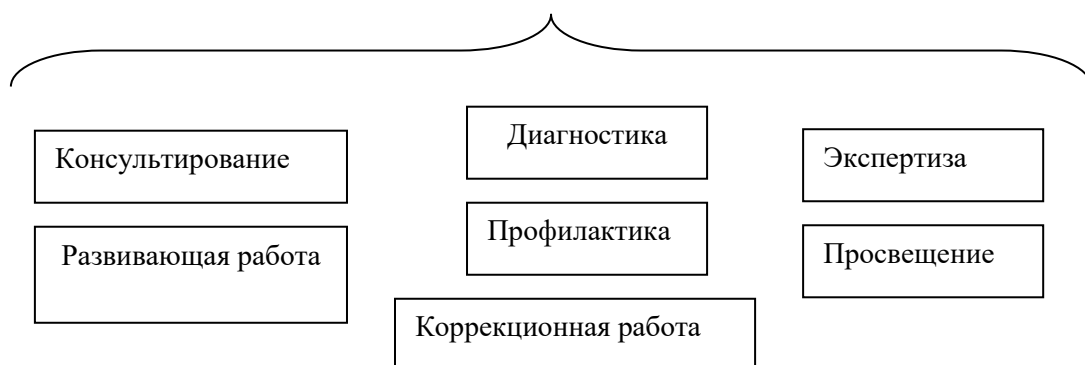 Диагностика
Консультирование
Экспертиза
Профилактика
Развивающая работа
Просвещение
Коррекционная работа